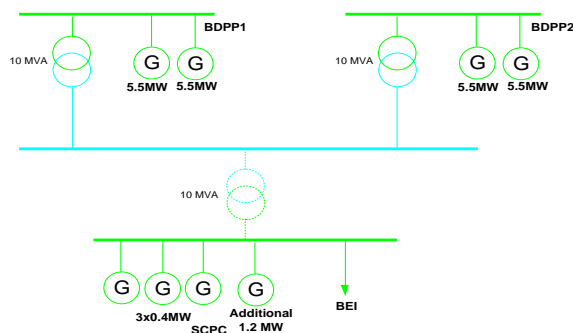 BDPP1
BDPP2
10 MVA
G
G
10 MVA
G
G
5.5MW
5.5MW
5.5MW
5.5MW
10 MVA
G
G
G
G
3x0.4MW
Additional
BEI
SCPC
1.2 MW